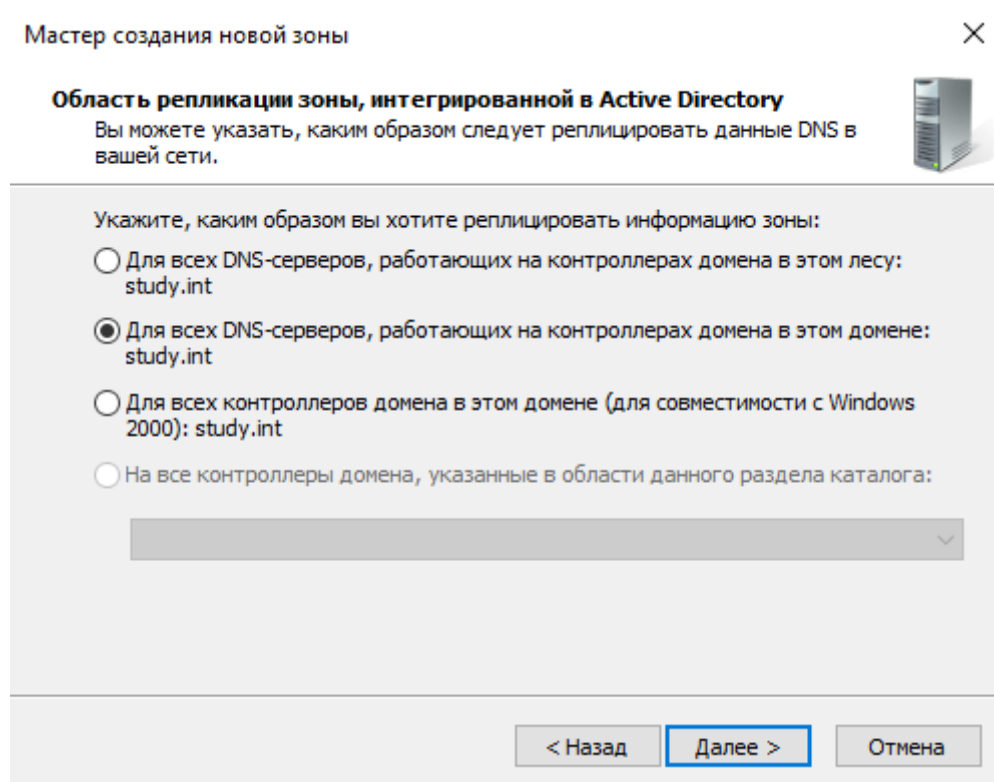 Мастер создания новой зоны
Область репликации зоны, интегрированной в Active Directory
Вы можете указать, каким образом следует реплицировать данные DNS в
вашей сети.
Укажите, каким образом вы хотите реплицировать информацию зоны:
Для всех DNS-серверов, работающих на контроллерах домена в этом лесу:
study.int
Для всех DNS-серверов, работающих на контроллерах домена в этом домене:
study.int
Для всех контроллеров домена в этом домене (для совместимости с Windows
2000): study.int
На все контроллеры домена, указанные в области данного раздела каталога:
< Назад
Далее >
Отмена